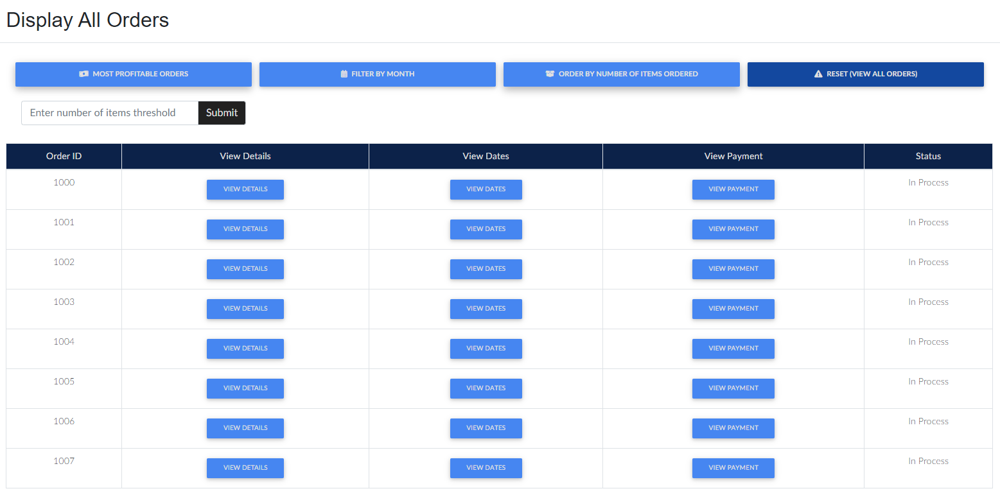 Display All Orders
MOST PROFITABLE ORDERS FILTER BY MONTH ORDER BY NUMBER OF ITEMS ORDERED RESET (VIEW ALL ORDERS)
Enter number of items threshold Submit
Order ID View Details View Dates View Payment Status
1000 VIEW DETAILS VIEW DATES VIEW PAYMENT In Process
1001 VIEW DETAILS VIEW DATES VIEW PAYMENT In Process
1002 VIEW DETAILS VIEW DATES VIEW PAYMENT In Process
1003 VIEW DETAILS VIEW DATES VIEW PAYMENT In Process
1004 VIEW DETAILS VIEW DATES VIEW PAYMENT In Process
1005 VIEW DETAILS VIEW DATES VIEW PAYMENT In Process
1006 VIEW DETAILS VIEW DATES VIEW PAYMENT In Process
1007 VIEW DETAILS VIEW DATES VIEW PAYMENT In Process